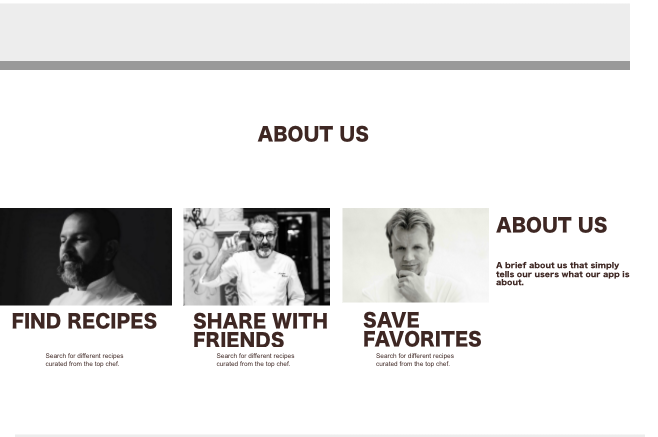 ABOUT US
FIND RECIPES
Search for different recipes
curated from the top chef.
SHARE WITH
FRIENDS
Search for different recipes
curated from the top chef.
SAVE
FAVORITES
Search for different recipes
curated from the top chef.
ABOUT US
A brief about us that simply
tells our users what our app is
about.